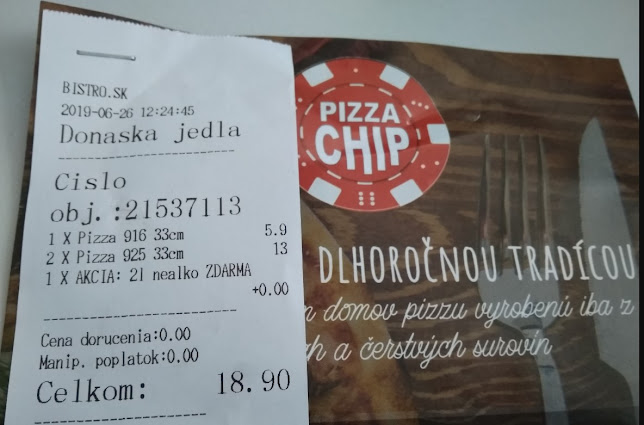 BISTRO.SK
2019-06-26 12:24:45
Donaska jedla
Cislo
obj.:21537113
1 X Pizza 916 33cm 5.9
2 X Pizza 925 33cm 13
1 X AKCIA: 2l nealko ZDARMA
+0.00
Cena dorucenia:0.00
Manip. poplatok:0.00
Celkom: 18.90
PIZZA
CHIP
DLHOROČNOU TRADÍCOU
domov pizzu vyrobenú iba z
a čerstvých surovín